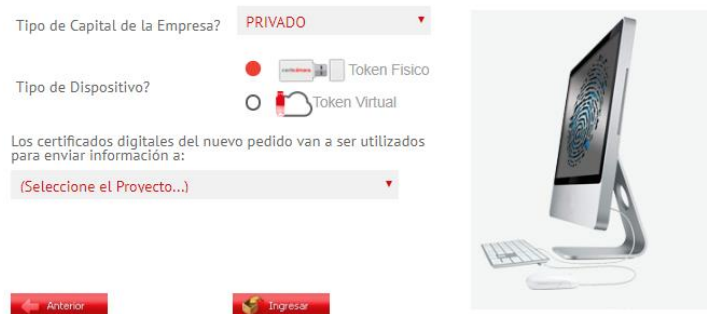 Tipo de Capital de la Empresa?
PRIVADO
Tipo de Dispositivo?
Token Fisico
Token Virtual
Los certificados digitales del nuevo pedido van a ser utilizados
para enviar información a:
(Seleccione el Proyecto...)
Anterior
Ingresar